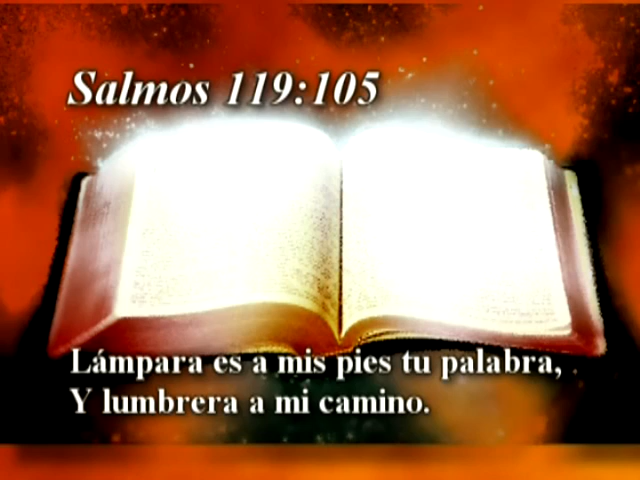 Salmos 119:105
Lámpara es a mis pies tu palabra,
Y lumbrera a mi camino.